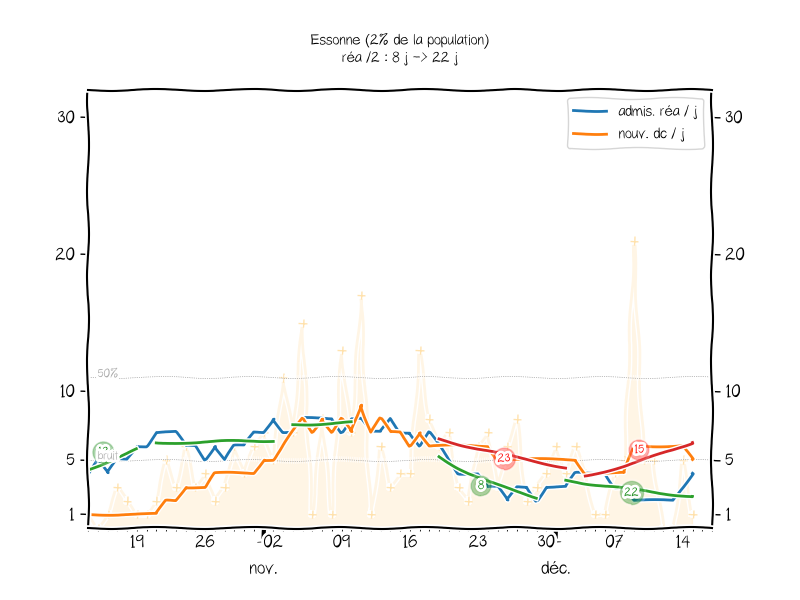 Essonne (2% de la population)
réa /2 : 8 j -> 22 j
admis. réa / j
nouv. dc / j
30 30
20 20
50%
10 10
bruit
5 5
15
23
8
22
1 1
19 26 02 09 16 23 30 07 14
nov. déc.